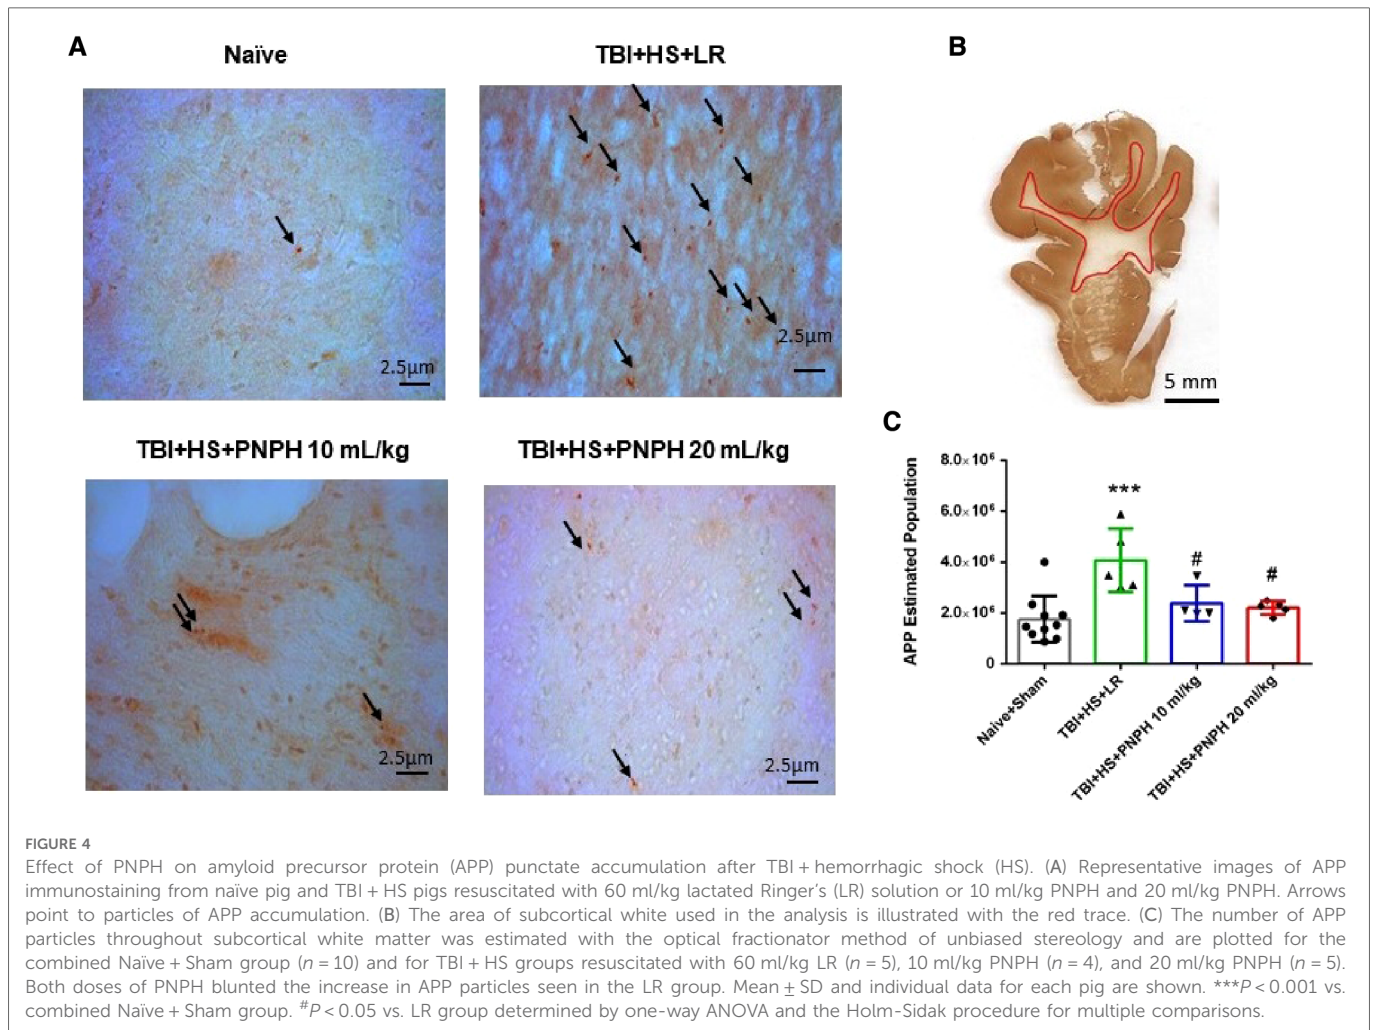 A
Naïve
TBI+HS+LR
B
2.5µm
2.5µm
5 mm
TBI+HS+PNPH 10 mL/kg
TBI+HS+PNPH 20 mL/kg
2.5µm
2.5µm
C
APP Estimated Population
8.0×10⁶
6.0×10⁶
4.0×10⁶
2.0×10⁶
0
***
#
#
Naive+Sham
TBI+HS+LR
TBI+HS+PNPH 10 ml/kg
TBI+HS+PNPH 20 ml/kg
FIGURE 4
Effect of PNPH on amyloid precursor protein (APP) punctate accumulation after TBI + hemorrhagic shock (HS). (A) Representative images of APP
immunostaining from naïve pig and TBI + HS pigs resuscitated with 60 ml/kg lactated Ringer's (LR) solution or 10 ml/kg PNPH and 20 ml/kg PNPH. Arrows
point to particles of APP accumulation. (B) The area of subcortical white used in the analysis is illustrated with the red trace. (C) The number of APP
particles throughout subcortical white matter was estimated with the optical fractionator method of unbiased stereology and are plotted for the
combined Naïve + Sham group (n = 10) and for TBI + HS groups resuscitated with 60 ml/kg LR (n = 5), 10 ml/kg PNPH (n = 4), and 20 ml/kg PNPH (n = 5).
Both doses of PNPH blunted the increase in APP particles seen in the LR group. Mean ± SD and individual data for each pig are shown. ***P < 0.001 vs.
combined Naïve + Sham group. #P < 0.05 vs. LR group determined by one-way ANOVA and the Holm-Sidak procedure for multiple comparisons.